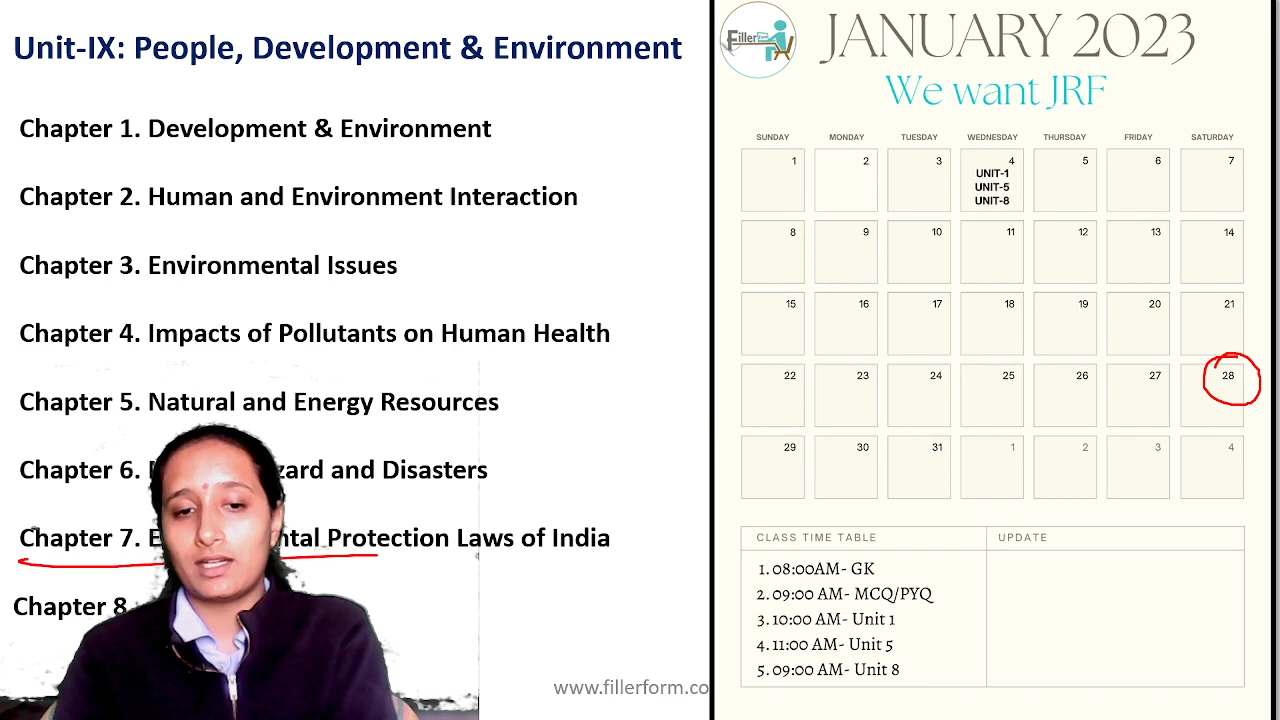 Unit-IX: People, Development & Environment
Chapter 1. Development & Environment
Chapter 2. Human and Environment Interaction
Chapter 3. Environmental Issues
Chapter 4. Impacts of Pollutants on Human Health
Chapter 5. Natural and Energy Resources
Chapter 6. and Disasters
Chapter 7. Protection Laws of India
Chapter 8
www.fillerform.co
Filler
JANUARY 2023
We want JRF
SUNDAY MONDAY TUESDAY WEDNESDAY THURSDAY FRIDAY SATURDAY
1 2 3 4 5 6 7
UNIT-1
UNIT-5
UNIT-8
8 9 10 11 12 13 14
15 16 17 18 19 20 21
22 23 24 25 26 27 28
29 30 31 1 2 3 4
CLASS TIME TABLE UPDATE
1. 08:00AM- GK
2. 09:00 AM- MCQ/PYQ
3. 10:00 AM- Unit 1
4. 11:00 AM- Unit 5
5. 09:00 AM- Unit 8